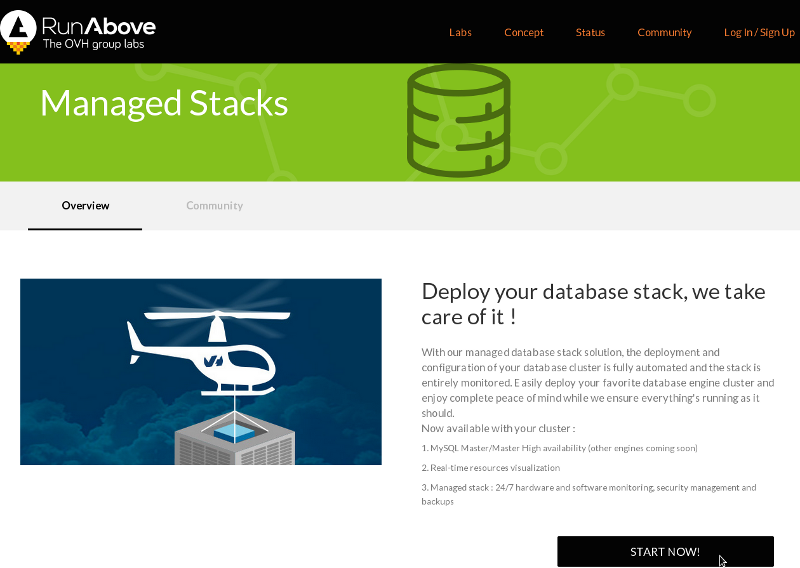 RunAbove
The OVH group labs
Labs Concept Status Community Log In / Sign Up
Managed Stacks
Overview Community
Deploy your database stack, we take
care of it !
With our managed database stack solution, the deployment and
configuration of your database cluster is fully automated and the stack is
entirely monitored. Easily deploy your favorite database engine cluster and
enjoy complete peace of mind while we ensure everything's running as it
should.
Now available with your cluster :
1. MySQL Master/Master High availability (other engines coming soon)
2. Real-time resources visualization
3. Managed stack : 24/7 hardware and software monitoring, security management and
backups
START NOW!